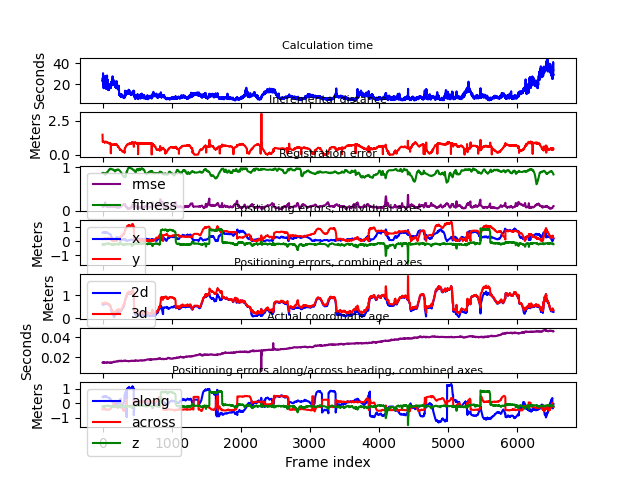 Calculation time
Seconds
40
20
Incremental distance
Meters
2.5
0.0
Registration error
1
0
rmse
fitness
Positioning errors, individual axes
Meters
1
0
−1
x
y
Positioning errors, combined axes
Meters
1
0
2d
3d
Actual coordinate age
Seconds
0.04
0.02
Positioning errors along/across heading, combined axes
Meters
1
0
−1
along
across
z
0 1000 2000 3000 4000 5000 6000
Frame index